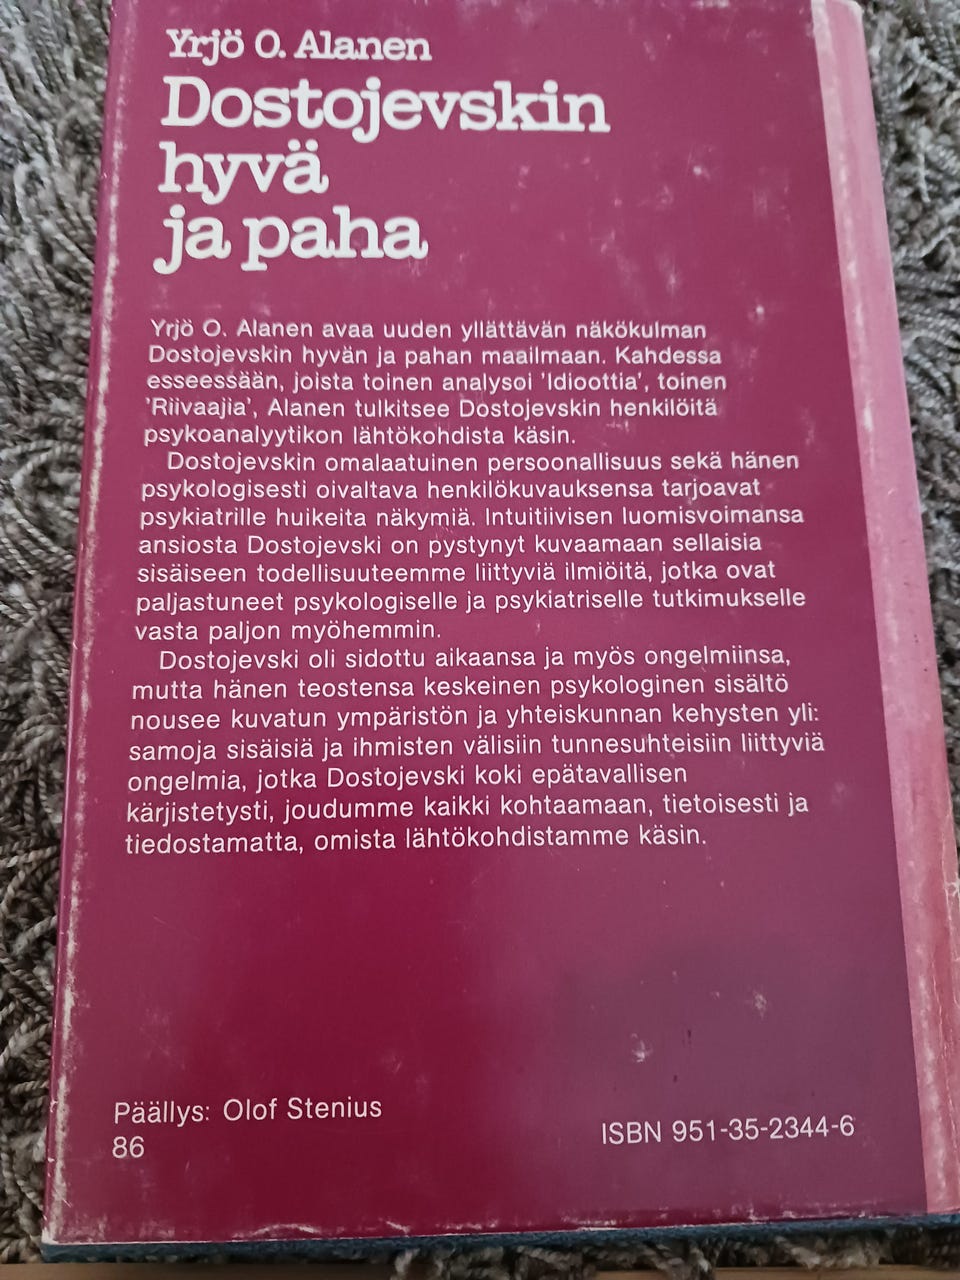 Yrjö O. Alanen
Dostojevskin
hyvä
ja paha
Yrjö O. Alanen avaa uuden yllättävän näkökulman
Dostojevskin hyvän ja pahan maailmaan. Kahdessa
esseessään, joista toinen analysoi 'Idioottia', toinen
'Riivaajia', Alanen tulkitsee Dostojevskin henkilöitä
psykoanalyytikon lähtökohdista käsin.
Dostojevskin omalaatuinen persoonallisuus sekä hänen
psykologisesti oivaltava henkilökuvauksensa tarjoavat
psykiatrille huikeita näkymiä. Intuitiivisen luomisvoimansa
ansiosta Dostojevski on pystynyt kuvaamaan sellaisia
sisäiseen todellisuuteemme liittyviä ilmiöitä, jotka ovat
paljastuneet psykologiselle ja psykiatriselle tutkimukselle
vasta paljon myöhemmin.
Dostojevski oli sidottu aikaansa ja myös ongelmiinsa,
mutta hänen teostensa keskeinen psykologinen sisältö
nousee kuvatun ympäristön ja yhteiskunnan kehysten yli:
samoja sisäisiä ja ihmisten välisiin tunnesuhteisiin liittyviä
ongelmia, jotka Dostojevski koki epätavallisen
kärjistetysti, joudumme kaikki kohtaamaan, tietoisesti ja
tiedostamatta, omista lähtökohdistamme käsin.
Päällys: Olof Stenius
86
ISBN 951-35-2344-6